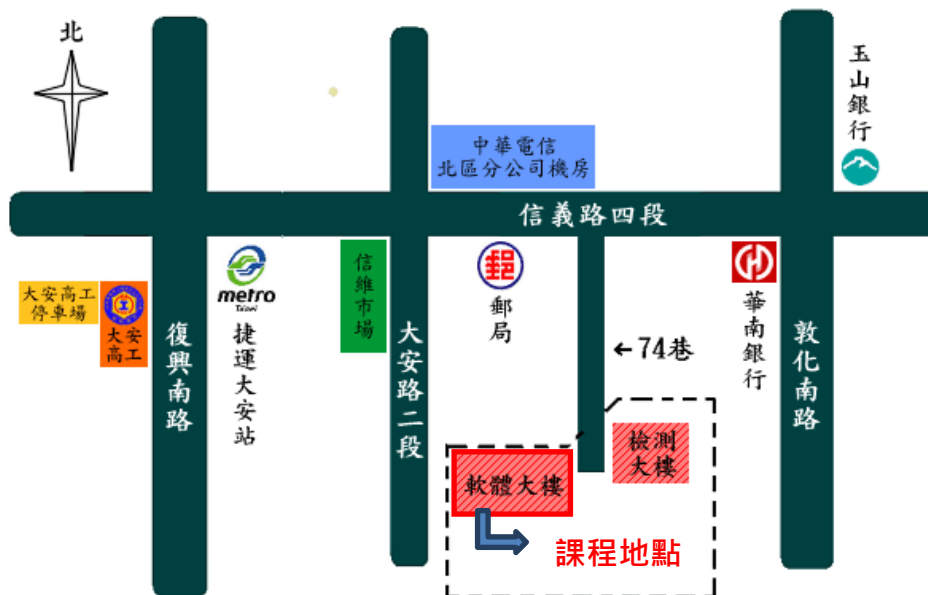 北
玉山銀行
中華電信
北區分公司機房
信義路四段
大安高工
停車場
大安
高工
復興南路
metro
Taipei
捷運大安站
信維市場
大安路二段
郵
郵局
←74巷
華南銀行
敦化南路
檢測
大樓
軟體大樓
課程地點